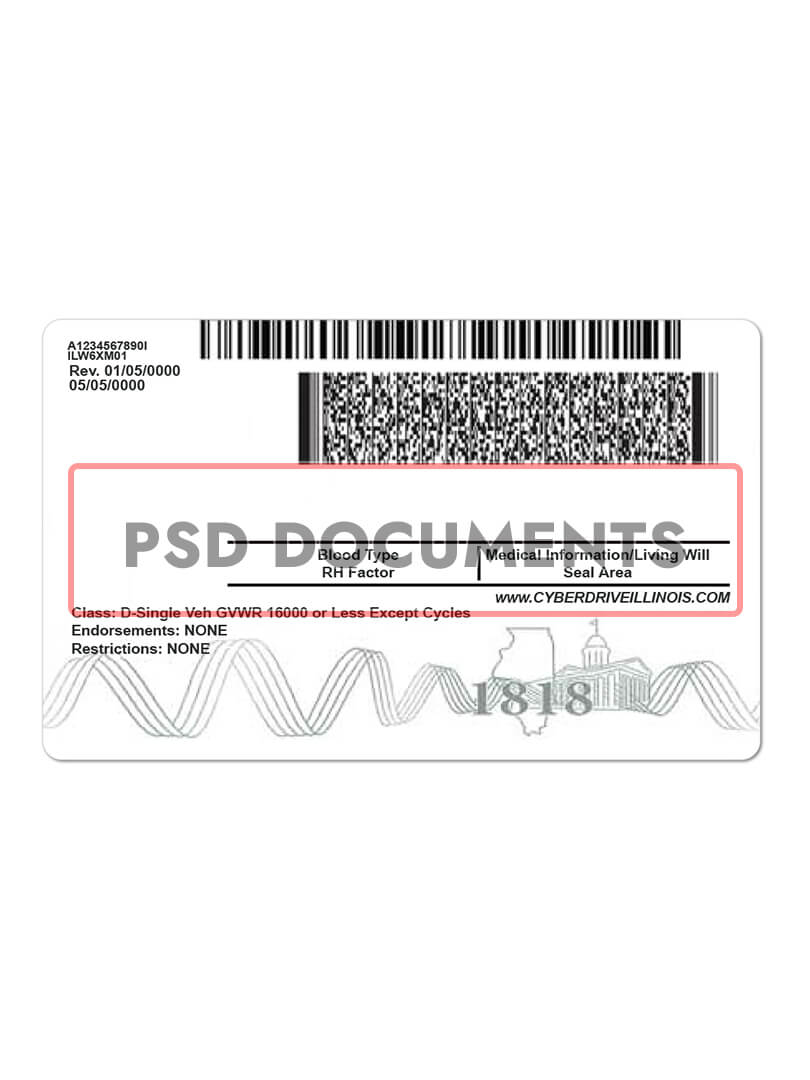 A1234567890I
ILW6XM01
Rev. 01/05/0000
05/05/0000
PSD DOCUMENTS
Blood Type
RH Factor
Medical Information/Living Will
Seal Area
www.CYBERDRIVEILLINOIS.COM
Class: D-Single Veh GVWR 16000 or Less Except Cycles
Endorsements: NONE
Restrictions: NONE
1818